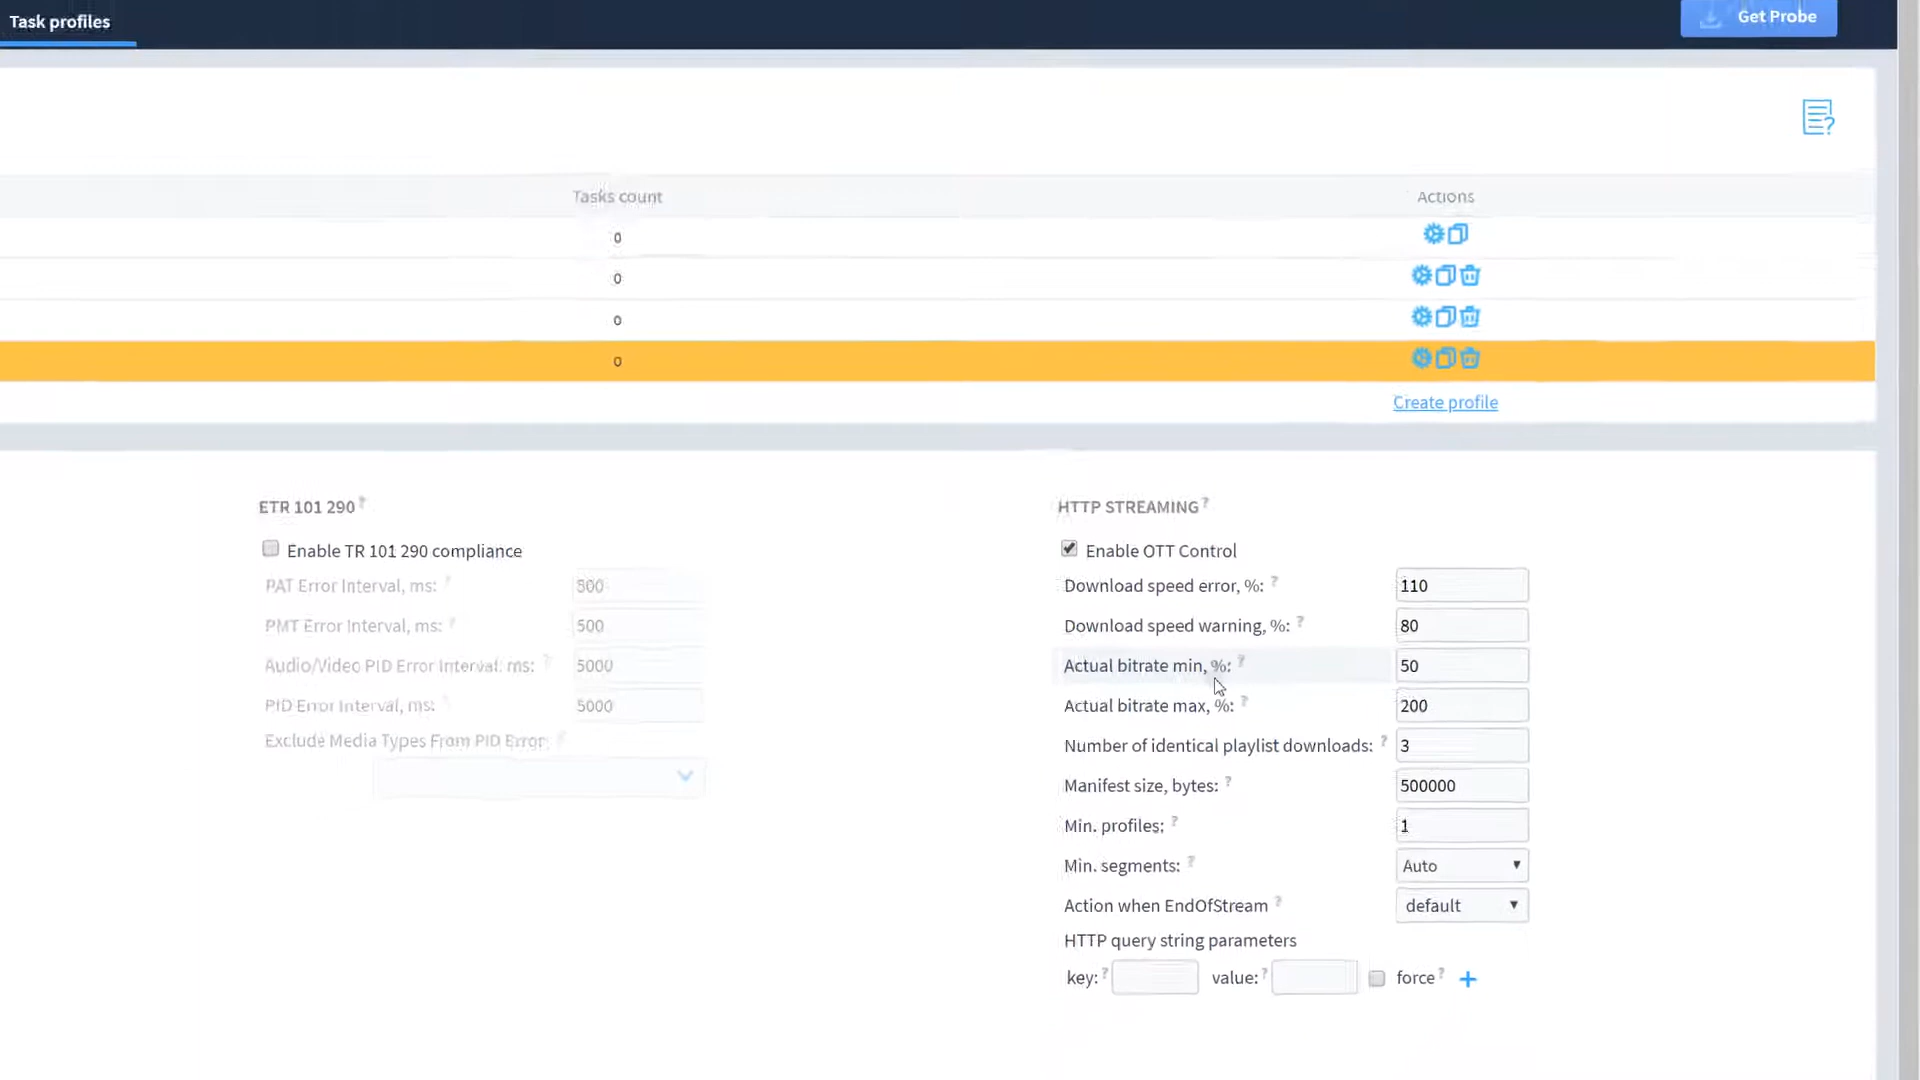 Task profiles
Get Probe
Tasks count Actions
0
0
0
0
Create profile
ETR 101 290 ?
Enable TR 101 290 compliance
PAT Error Interval, ms: ?
PMT Error Interval, ms: ? 500
Audio/Video PID Error Interval, ms: ? 5000
PID Error Interval, ms: ? 5000
Exclude Media Types From PID Error: ?
HTTP STREAMING ?
Enable OTT Control
Download speed error, %: ? 110
Download speed warning, %: ? 80
Actual bitrate min, %: ? 50
Actual bitrate max, %: ? 200
Number of identical playlist downloads: ? 3
Manifest size, bytes: ? 500000
Min. profiles: ? 1
Min. segments: ? Auto
Action when EndOfStream ? default
HTTP query string parameters
key: ? value: ? force ? +